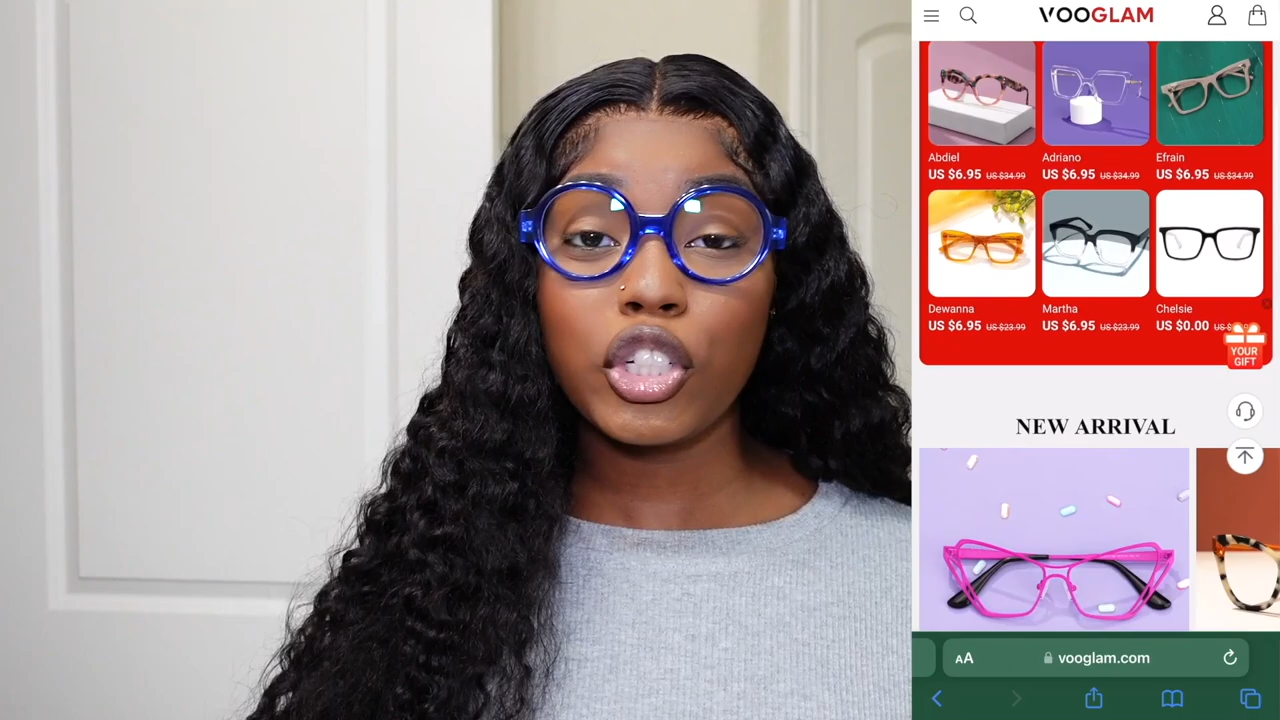 VOOGLAM
Abdiel
US $6.95 US $34.99
Adriano
US $6.95 US $34.99
Efrain
US $6.95 US $34.99
Dewanna
US $6.95 US $23.99
Martha
US $6.95 US $23.99
Chelsie
US $0.00
YOUR
GIFT
NEW ARRIVAL
AA
vooglam.com